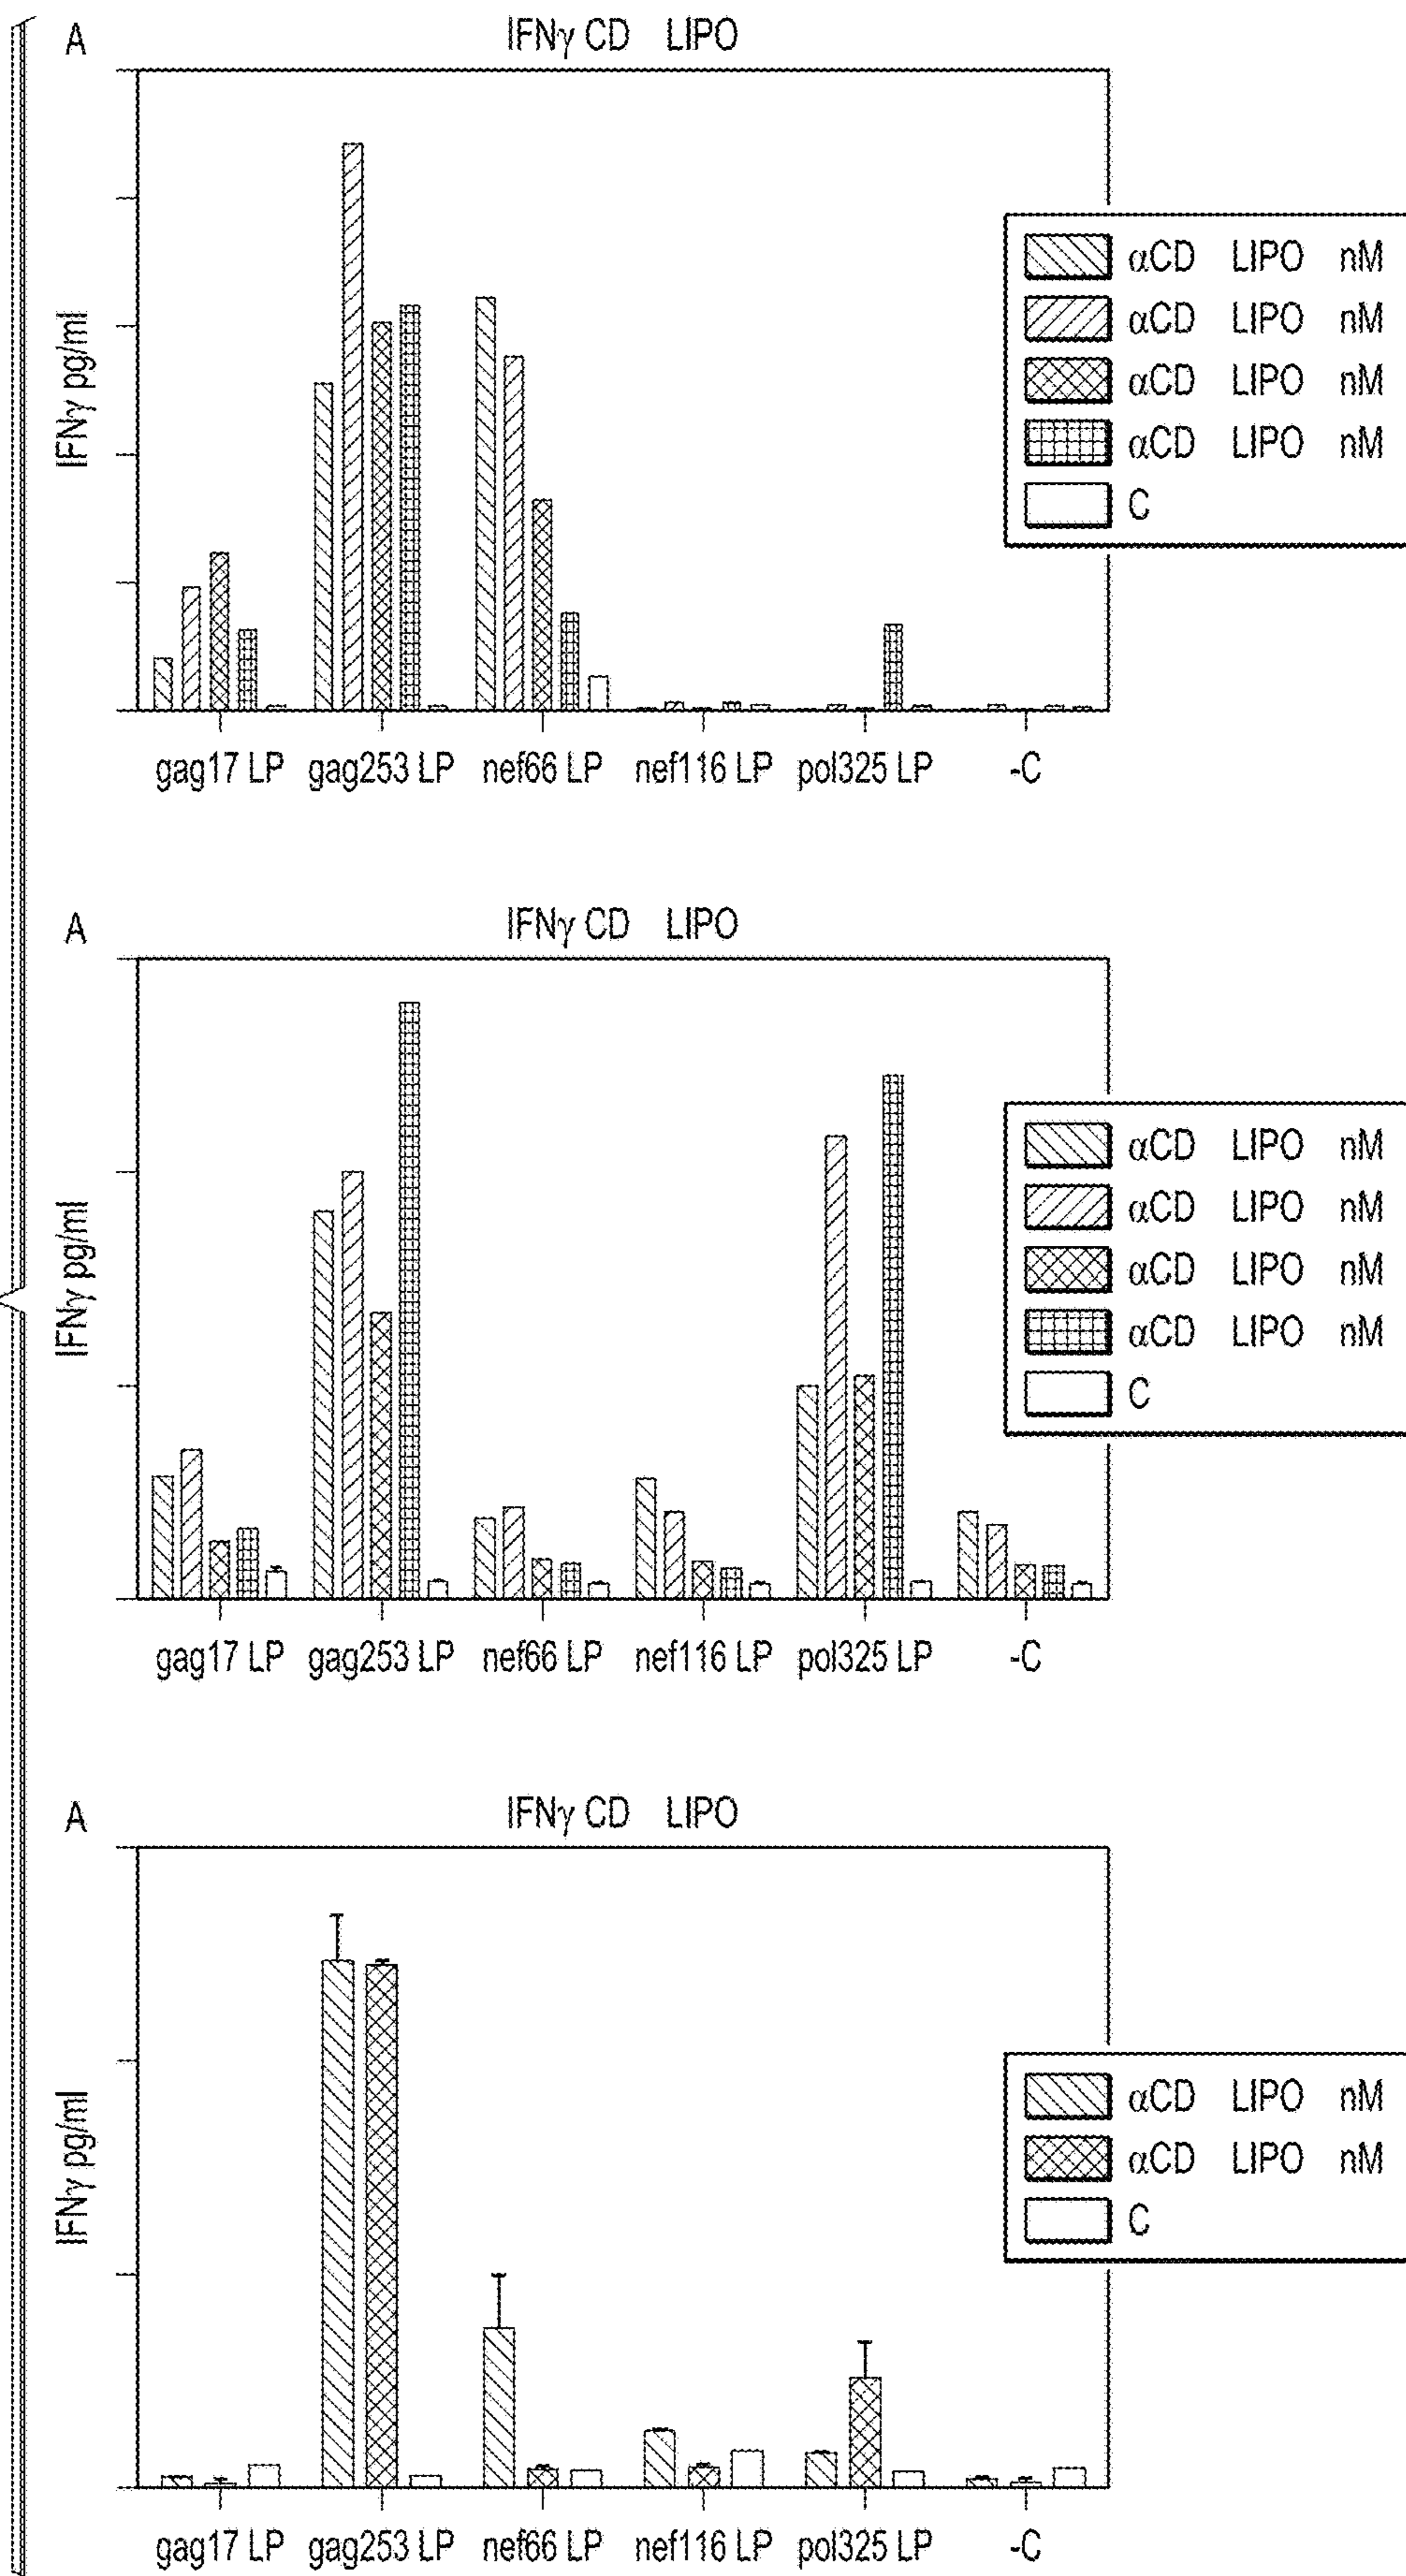 A
IFNγ CD LIPO
IFNγ pg/ml
αCD LIPO nM
αCD LIPO nM
αCD LIPO nM
αCD LIPO nM
C
gag17 LP gag253 LP nef66 LP nef116 LP pol325 LP -C
A
IFNγ CD LIPO
IFNγ pg/ml
αCD LIPO nM
αCD LIPO nM
αCD LIPO nM
αCD LIPO nM
C
gag17 LP gag253 LP nef66 LP nef116 LP pol325 LP -C
A
IFNγ CD LIPO
IFNγ pg/ml
αCD LIPO nM
αCD LIPO nM
C
gag17 LP gag253 LP nef66 LP nef116 LP pol325 LP -C